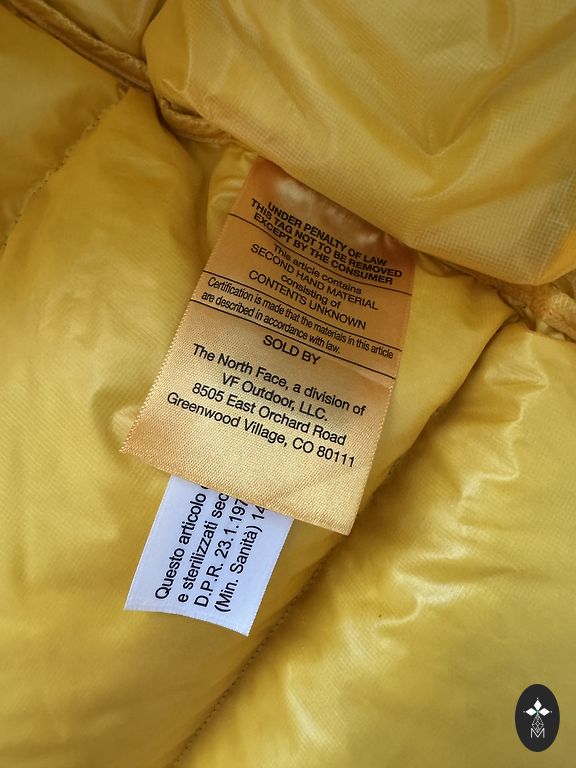 UNDER PENALTY OF LAW
THIS TAG NOT TO BE REMOVED
EXCEPT BY THE CONSUMER
This article contains
SECOND HAND MATERIAL
consisting of
CONTENTS UNKNOWN
Certification is made that the materials in this article
are described in accordance with law.
SOLD BY
The North Face, a division of
VF Outdoor, LLC.
8505 East Orchard Road
Greenwood Village, CO 80111
Questo articolo
e sterilizzati
D.P.R. 23.1.197
(Min. Sanità) 14
M